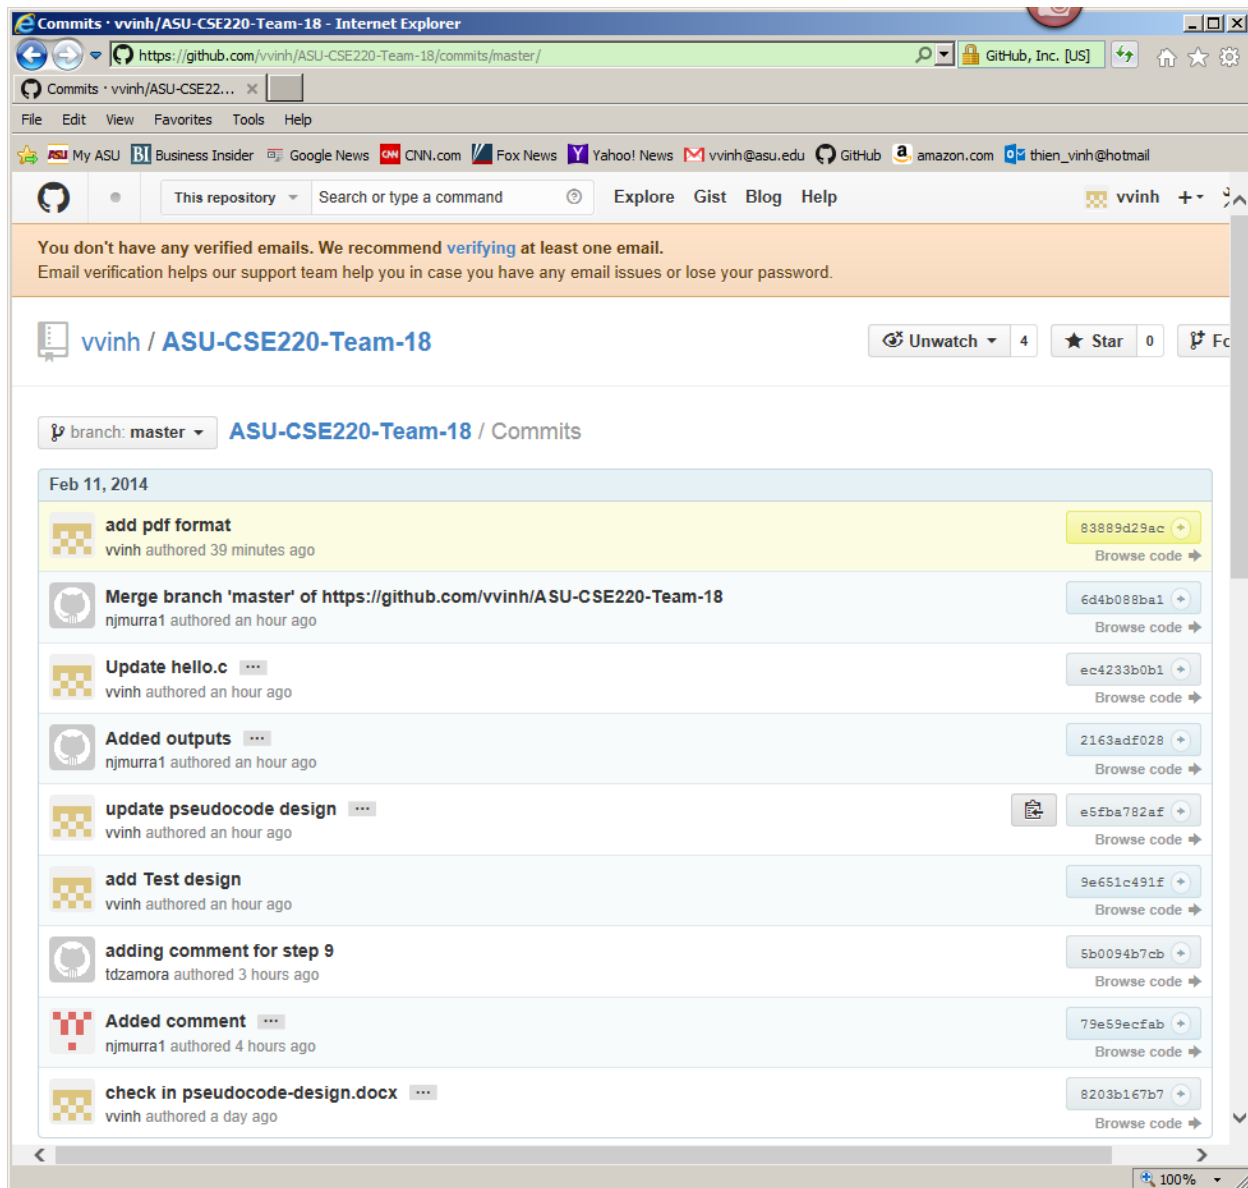 Commits · vvinh/ASU-CSE220-Team-18 - Internet Explorer
https://github.com/vvinh/ASU-CSE220-Team-18/commits/master/
GitHub, Inc. [US]
Commits · vvinh/ASU-CSE22...
File Edit View Favorites Tools Help
ASU My ASU BI Business Insider Google News CNN CNN.com Fox News Y Yahoo! News vvinh@asu.edu GitHub a amazon.com thien_vinh@hotmail
This repository Search or type a command Explore Gist Blog Help vvinh
You don't have any verified emails. We recommend verifying at least one email.
Email verification helps our support team help you in case you have any email issues or lose your password.
vvinh / ASU-CSE220-Team-18 Unwatch 4 Star 0 Fo
branch: master ASU-CSE220-Team-18 / Commits
Feb 11, 2014
add pdf format 83889d29ac
vvinh authored 39 minutes ago Browse code
Merge branch 'master' of https://github.com/vvinh/ASU-CSE220-Team-18 6d4b088ba1
njmurra1 authored an hour ago Browse code
Update hello.c ... ec4233b0b1
vvinh authored an hour ago Browse code
Added outputs ... 2163adf028
njmurra1 authored an hour ago Browse code
update pseudocode design ... e5fba782af
vvinh authored an hour ago Browse code
add Test design 9e651c491f
vvinh authored an hour ago Browse code
adding comment for step 9 5b0094b7cb
tdzamora authored 3 hours ago Browse code
Added comment ... 79e59ecfab
njmurra1 authored 4 hours ago Browse code
check in pseudocode-design.docx ... 8203b167b7
vvinh authored a day ago Browse code
100%